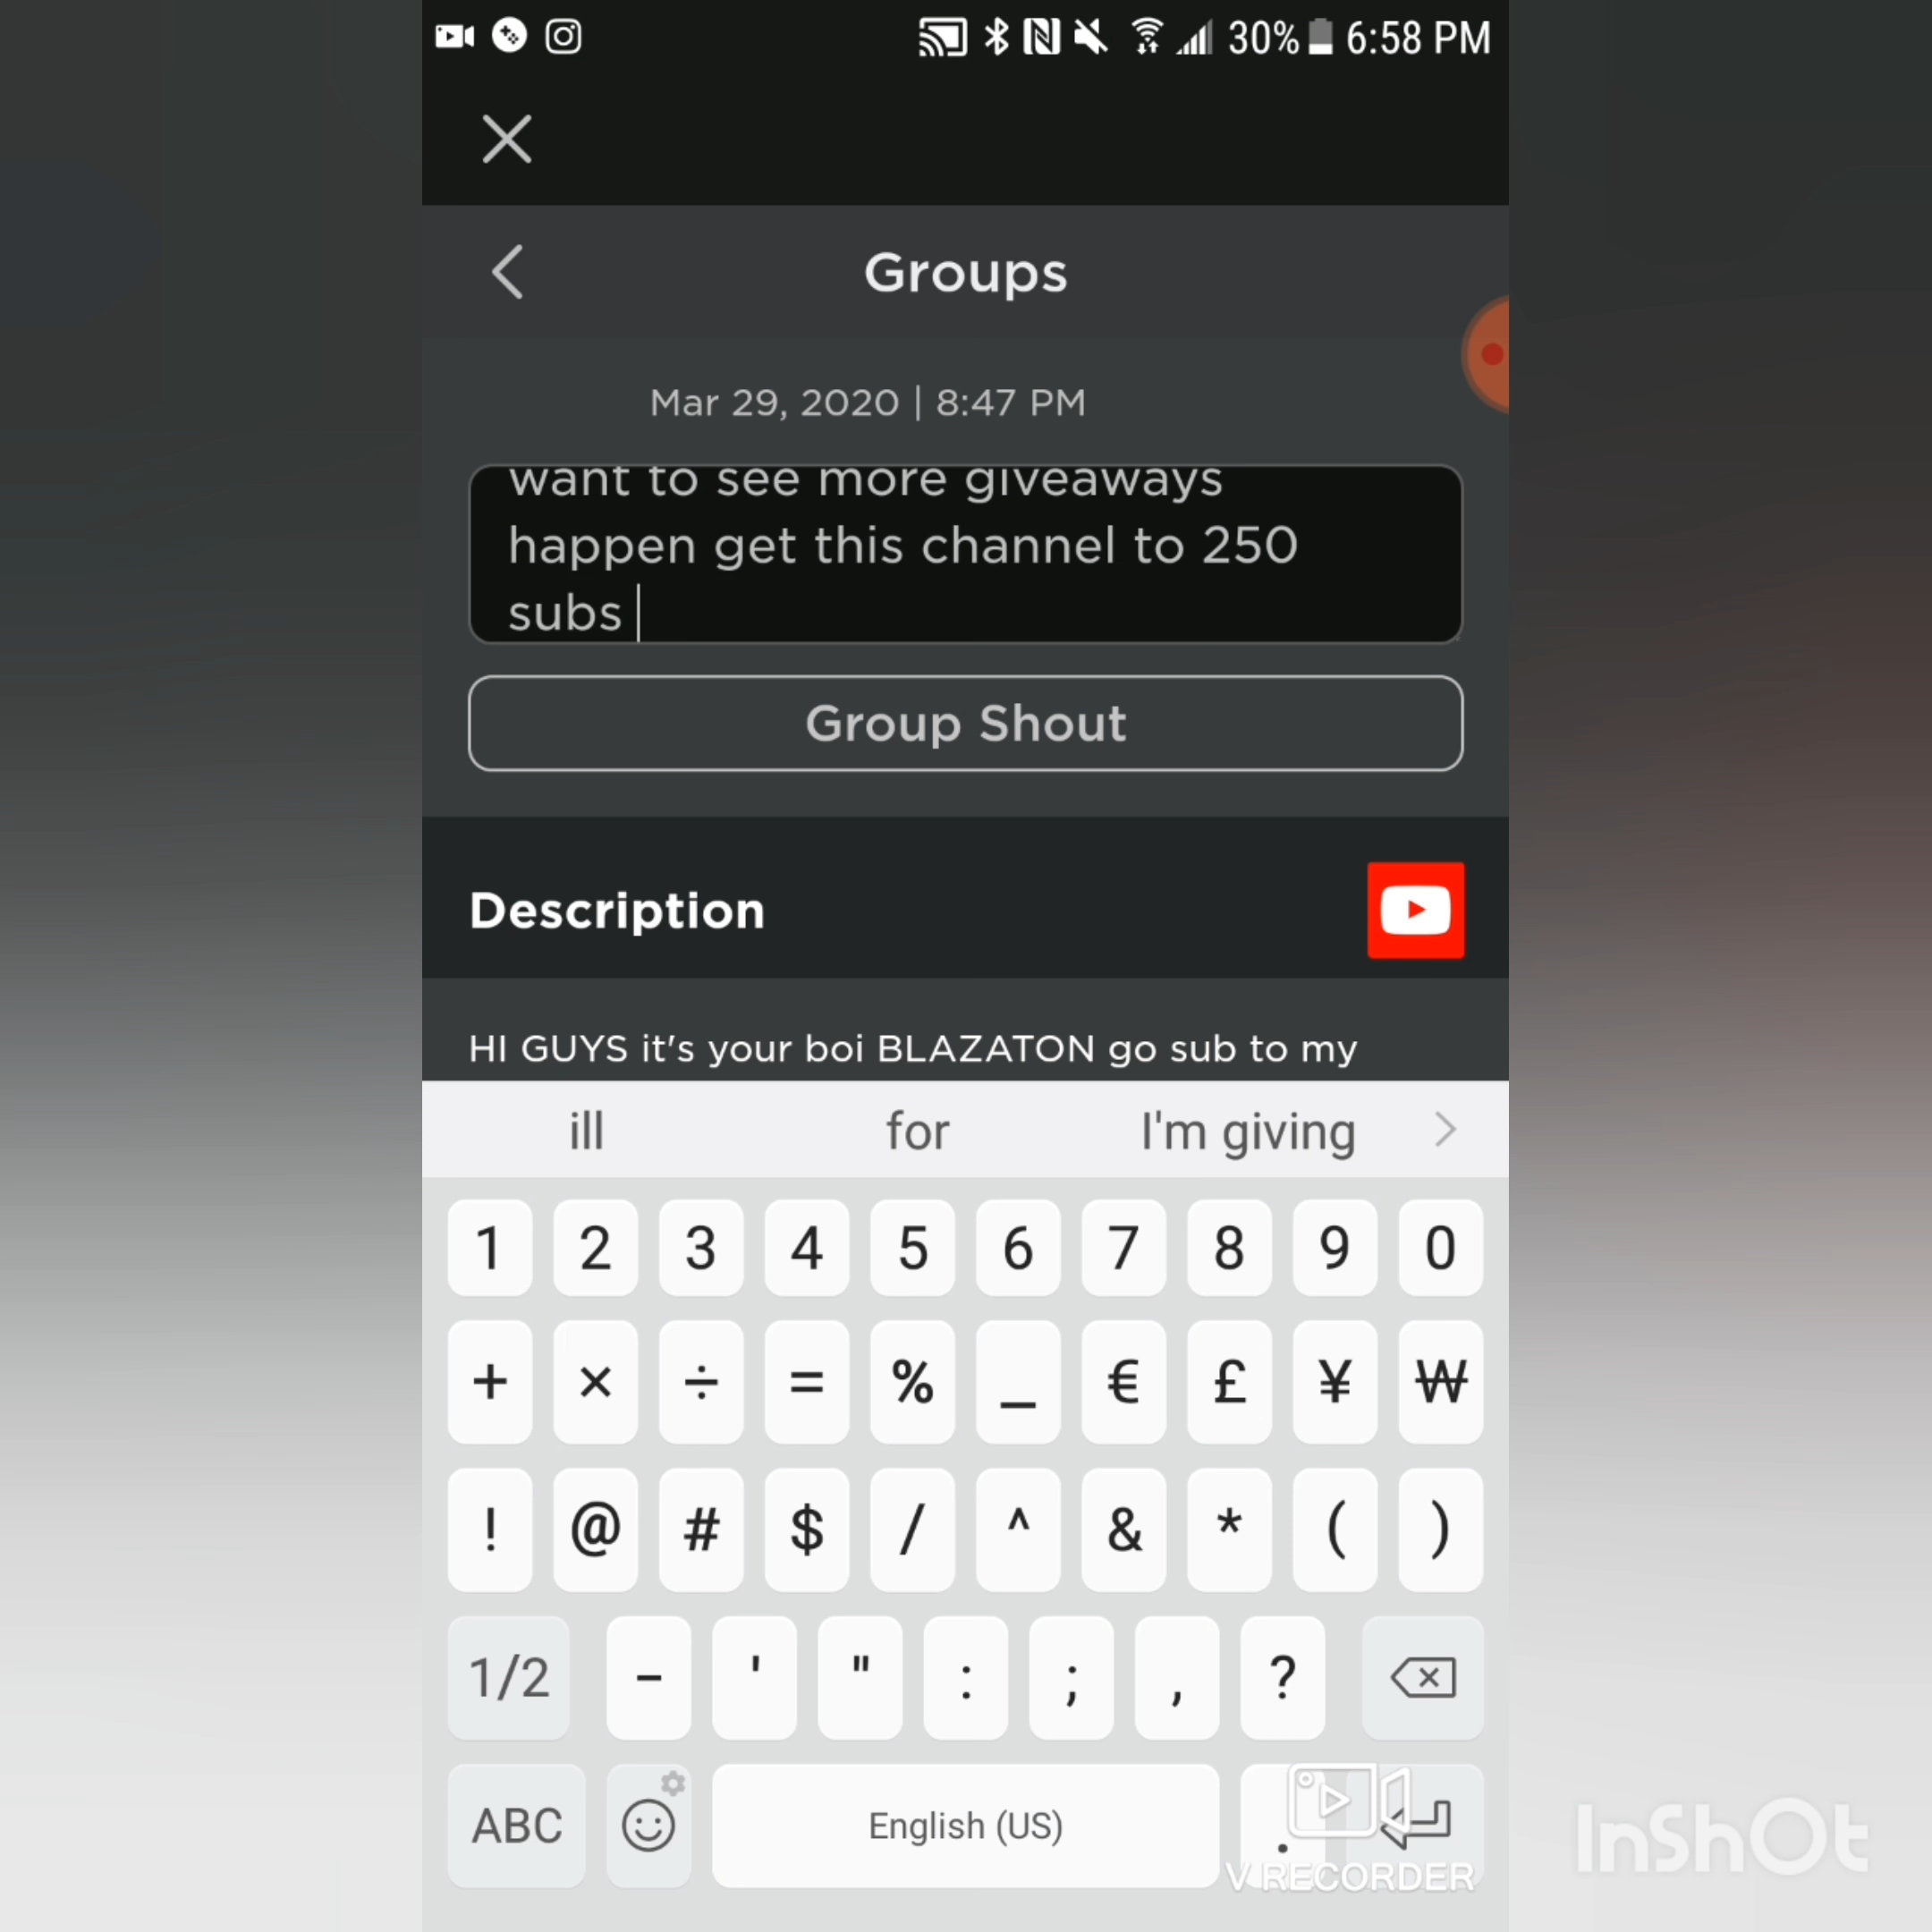 30% 6:58 PM
Groups
Mar 29, 2020 | 8:47 PM
want to see more giveaways
happen get this channel to 250
subs
Group Shout
Description
HI GUYS it's your boi BLAZATON go sub to my
ill for I'm giving
1 2 3 4 5 6 7 8 9 0
+ × ÷ = % _ € £ ¥ ₩
! @ # $ / ^ & * ( )
1/2 - ' " : ; , ?
ABC English (US) .
V RECORDER
InShOt